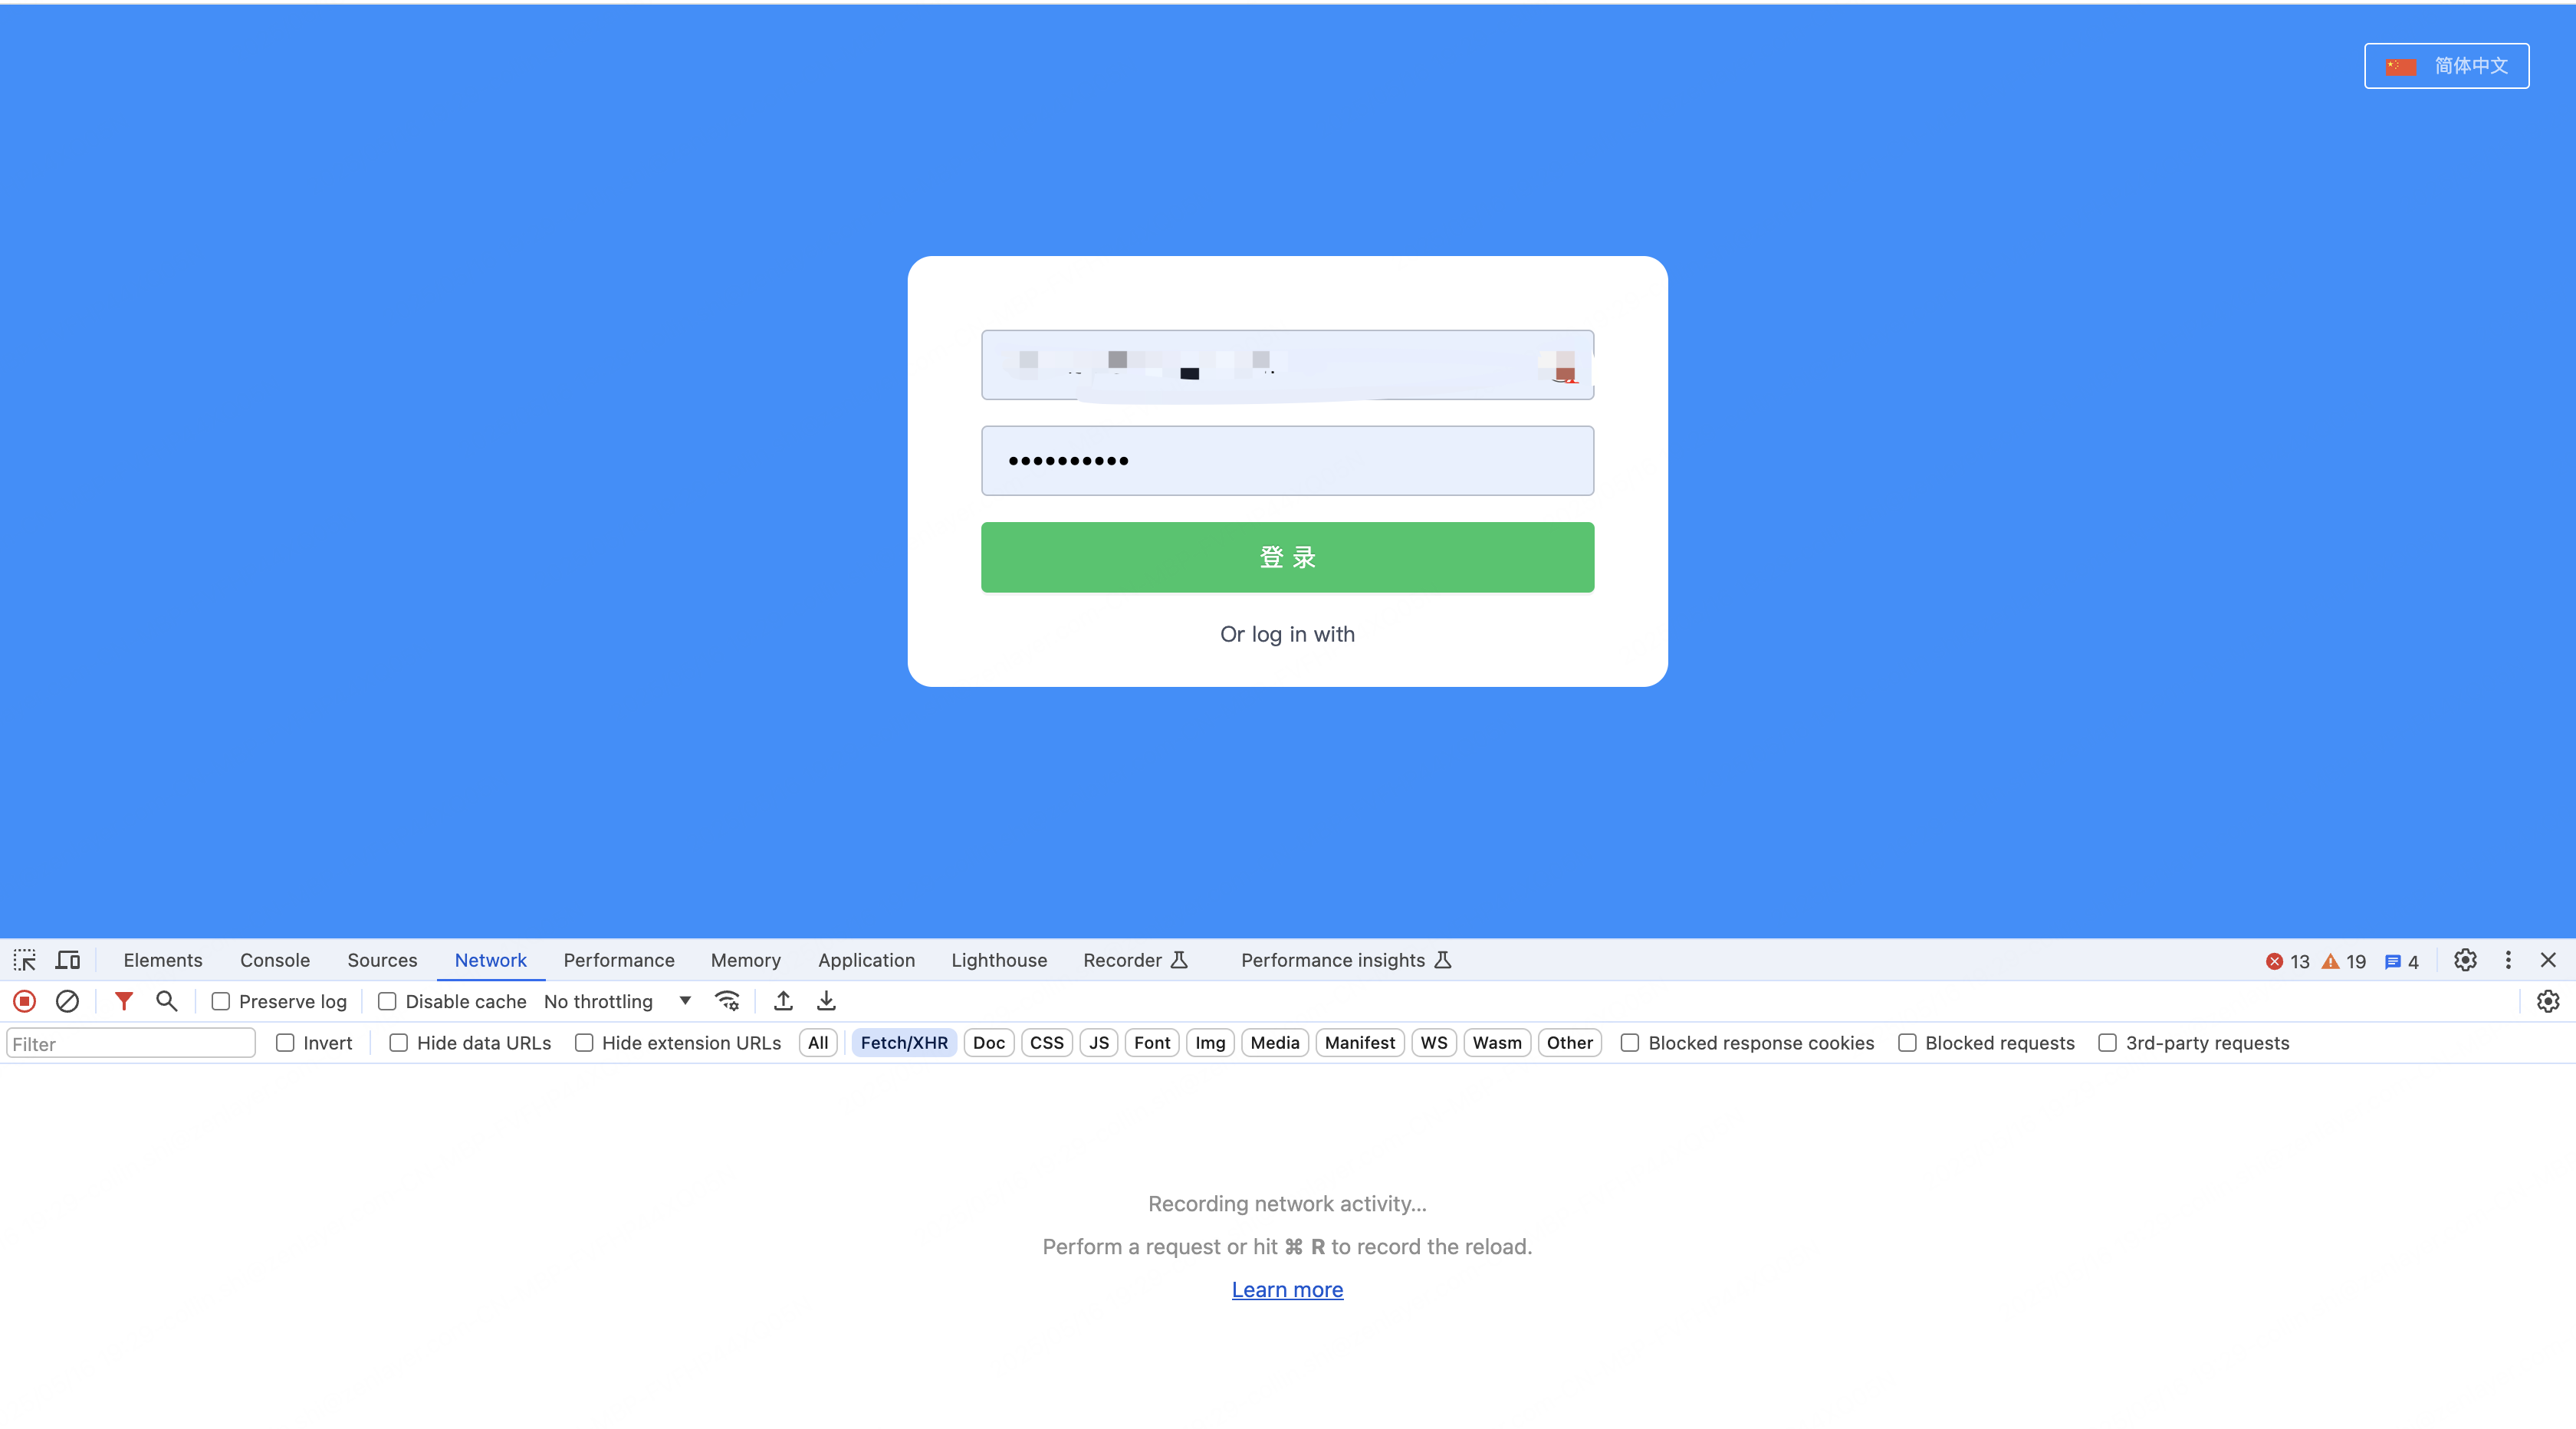 简体中文
••••••••••
登 录
Or log in with
Elements Console Sources Network Performance Memory Application Lighthouse Recorder Performance insights 13 19 4
Preserve log Disable cache No throttling
Filter Invert Hide data URLs Hide extension URLs All Fetch/XHR Doc CSS JS Font Img Media Manifest WS Wasm Other Blocked response cookies Blocked requests 3rd-party requests
Recording network activity...
Perform a request or hit ⌘ R to record the reload.
Learn more